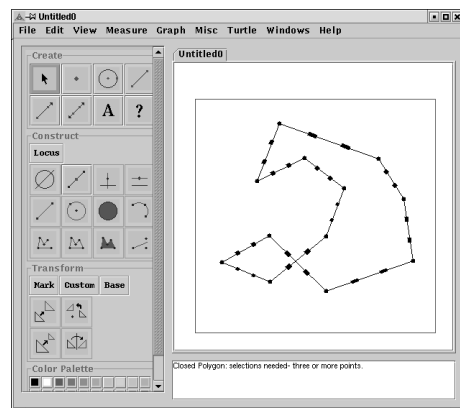 Untitled0
File Edit View Measure Graph Misc Turtle Windows Help
Create
A ?
Construct
Locus
Transform
Mark Custom Base
Color Palette
Untitled0
Closed Polygon: selections needed- three or more points.